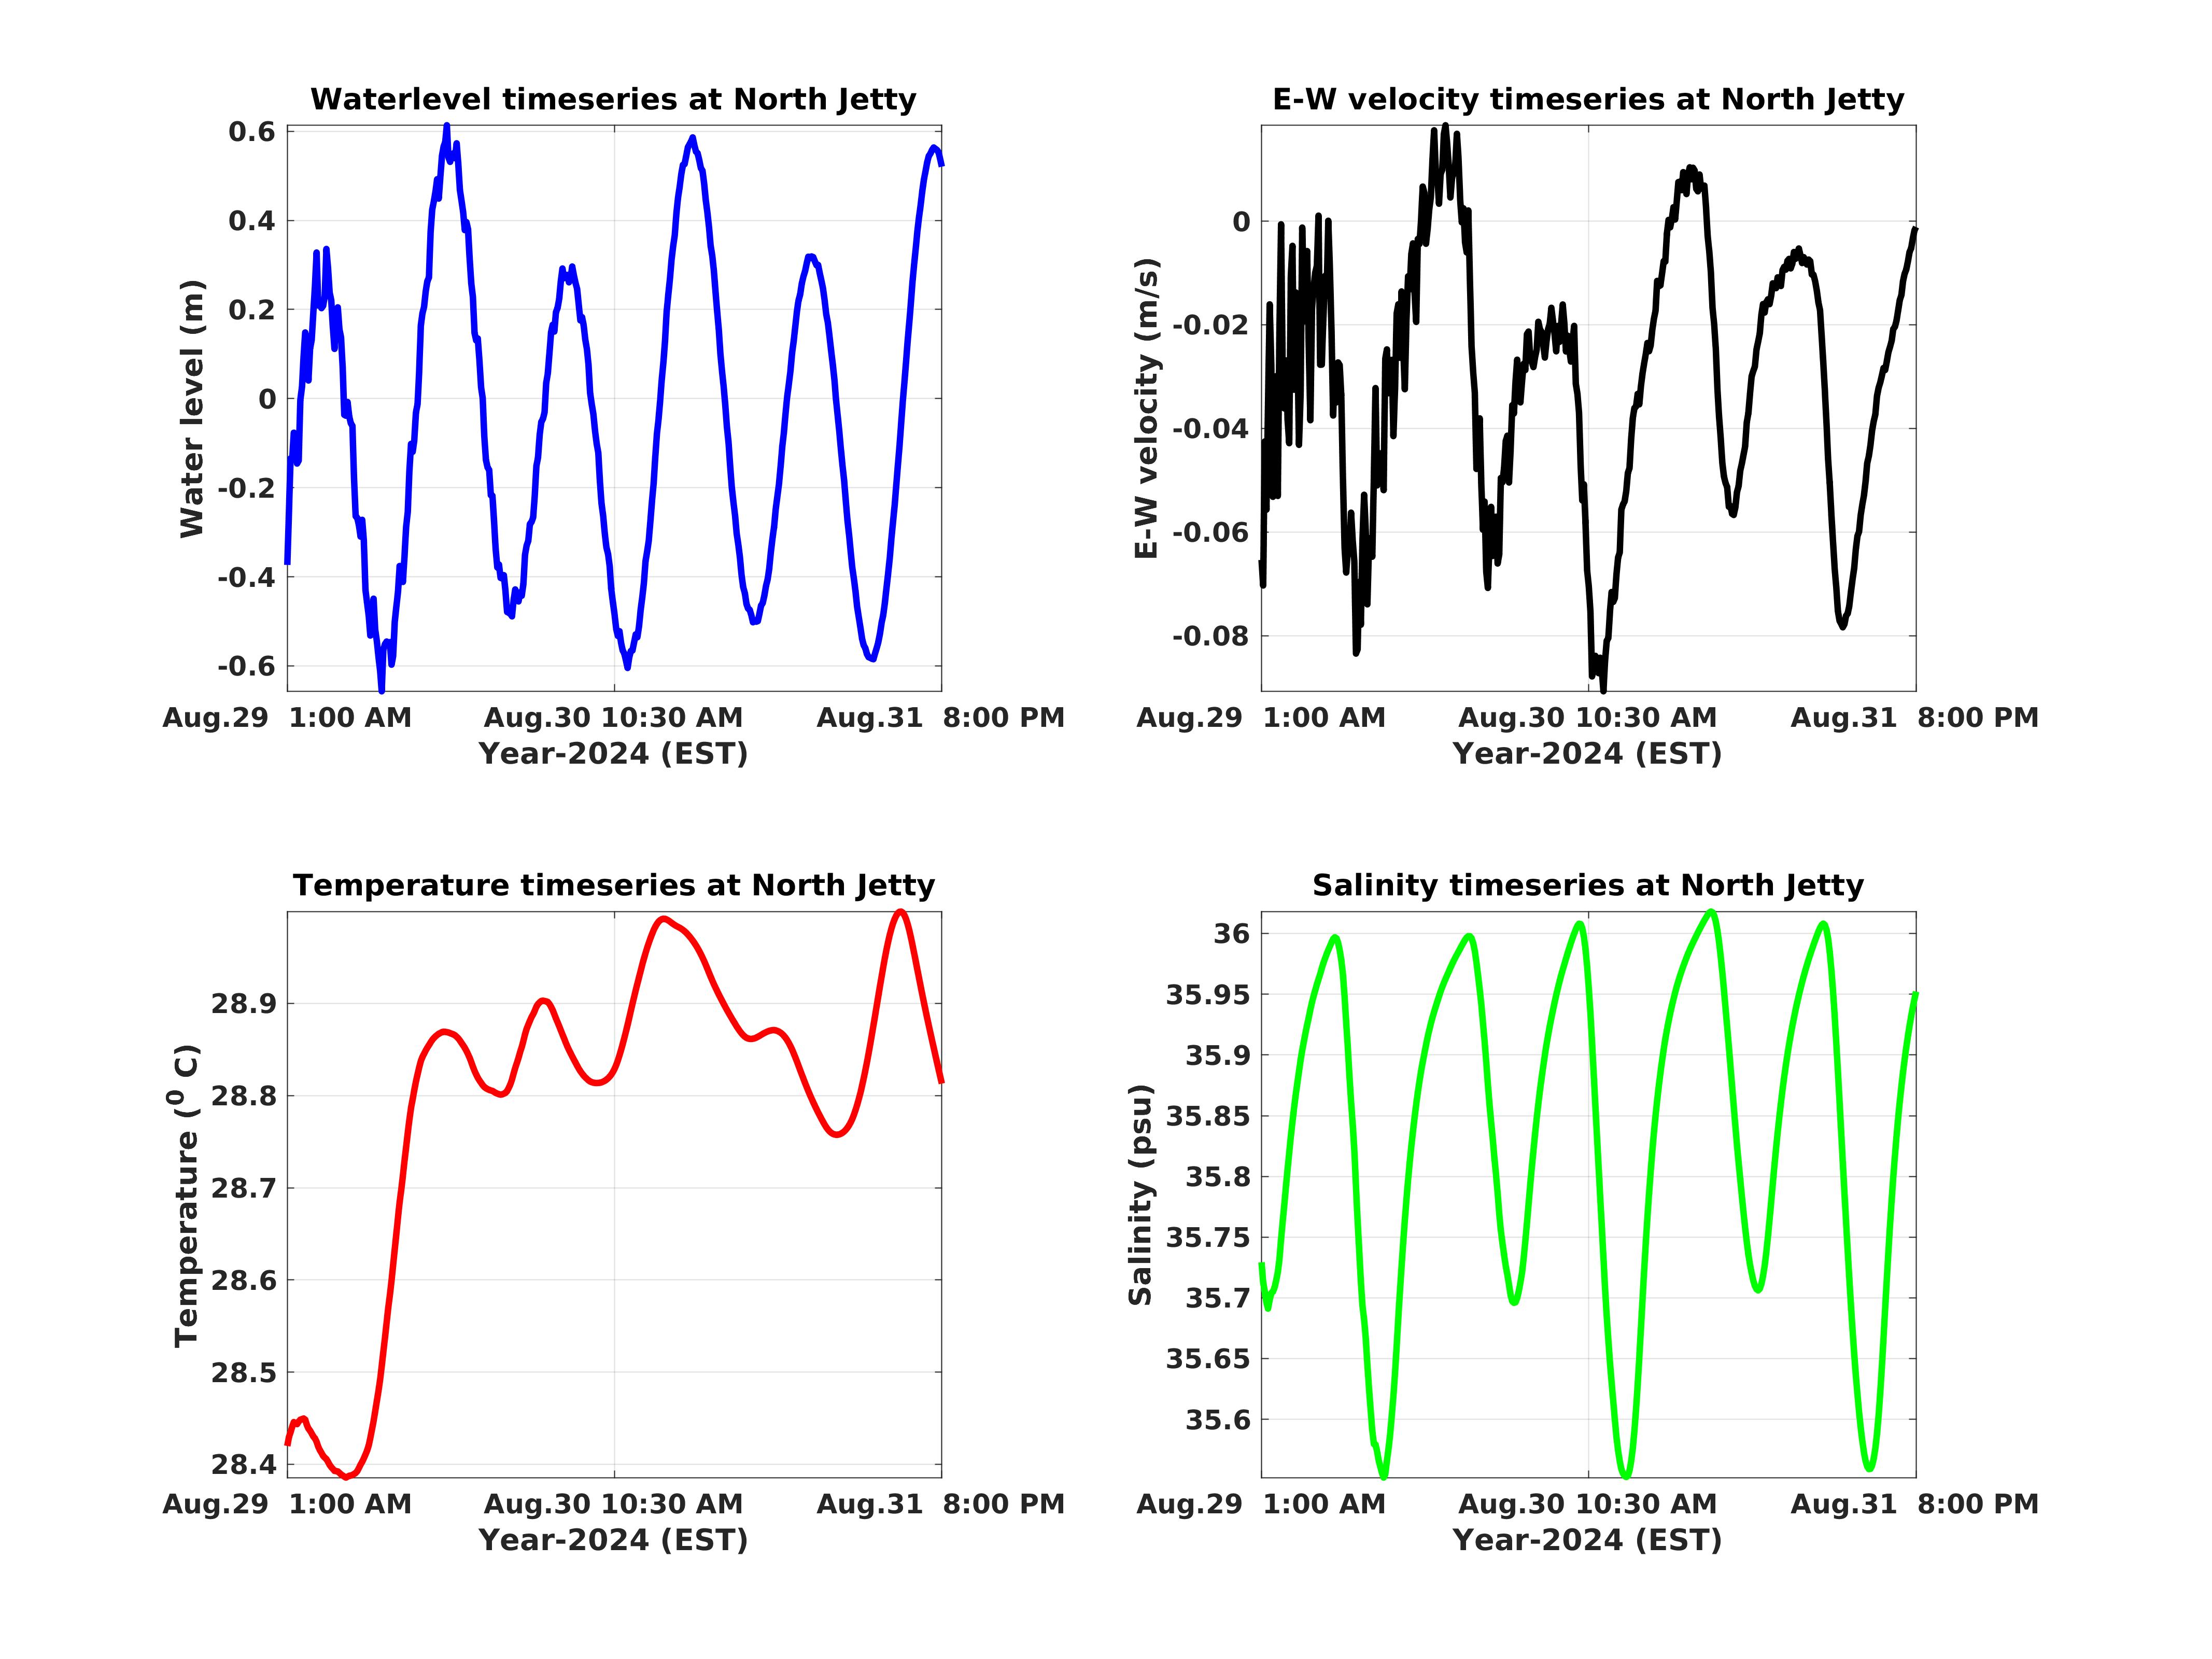 Waterlevel timeseries at North Jetty
0.6
0.4
0.2
0
-0.2
-0.4
-0.6
Water level (m)
Aug.29 1:00 AM Aug.30 10:30 AM Aug.31 8:00 PM
Year-2024 (EST)
E-W velocity timeseries at North Jetty
0
-0.02
-0.04
-0.06
-0.08
E-W velocity (m/s)
Aug.29 1:00 AM Aug.30 10:30 AM Aug.31 8:00 PM
Year-2024 (EST)
Temperature timeseries at North Jetty
28.9
28.8
28.7
28.6
28.5
28.4
Temperature (⁰ C)
Aug.29 1:00 AM Aug.30 10:30 AM Aug.31 8:00 PM
Year-2024 (EST)
Salinity timeseries at North Jetty
36
35.95
35.9
35.85
35.8
35.75
35.7
35.65
35.6
Salinity (psu)
Aug.29 1:00 AM Aug.30 10:30 AM Aug.31 8:00 PM
Year-2024 (EST)